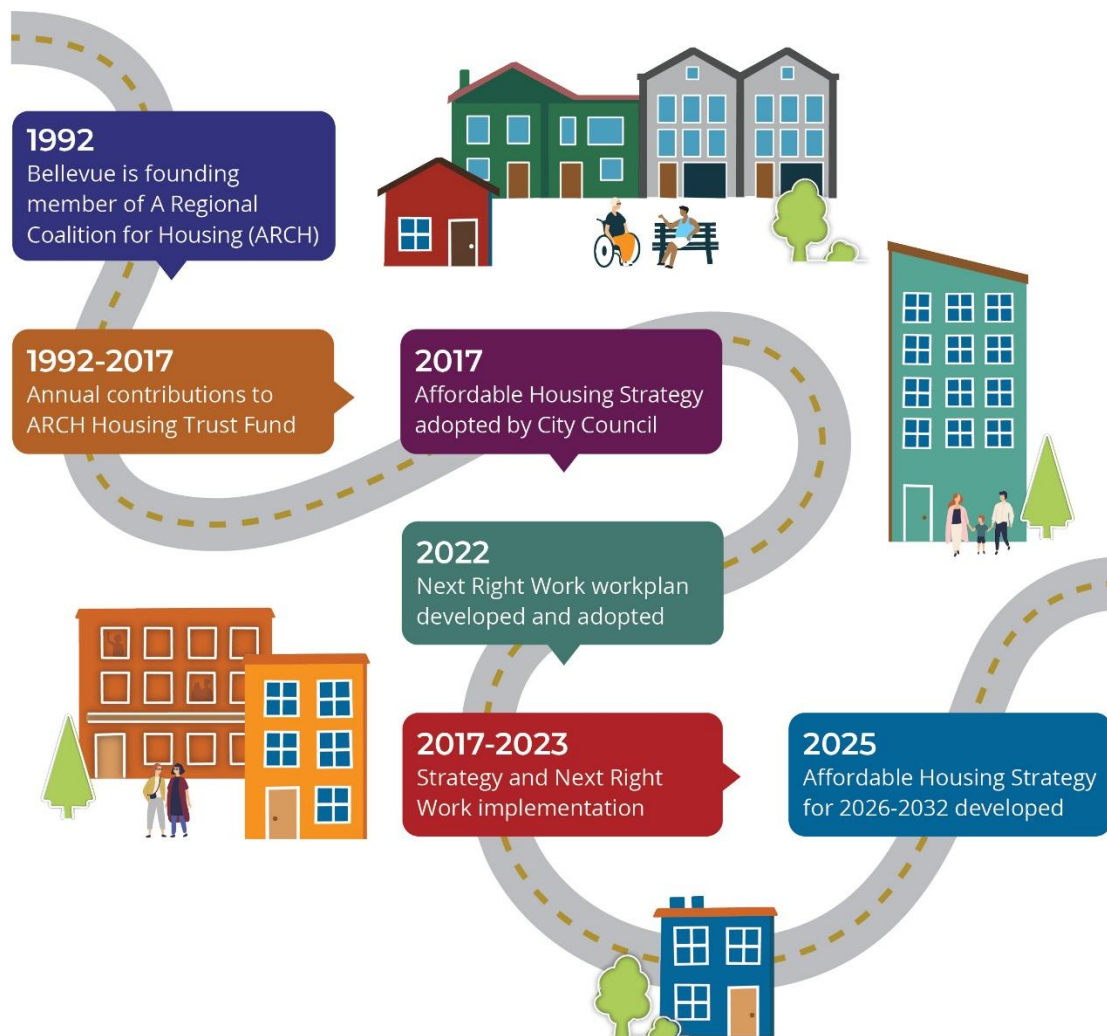 1992
Bellevue is founding
member of A Regional
Coalition for Housing (ARCH)
1992-2017
Annual contributions to
ARCH Housing Trust Fund
2017
Affordable Housing Strategy
adopted by City Council
2022
Next Right Work workplan
developed and adopted
2017-2023
Strategy and Next Right
Work implementation
2025
Affordable Housing Strategy
for 2026-2032 developed